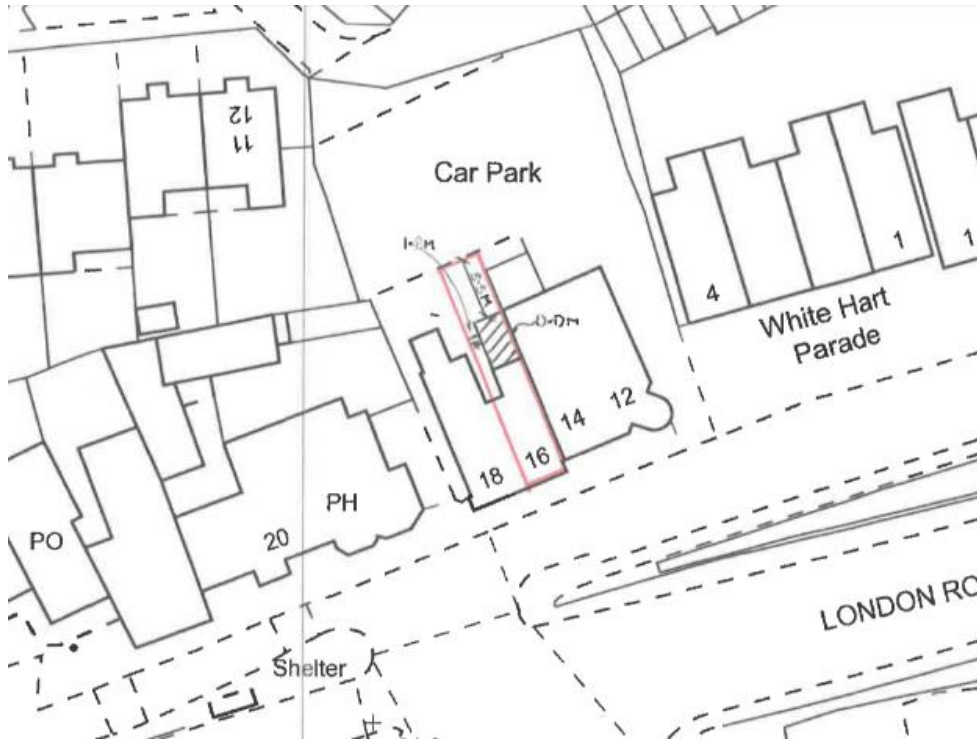 12
11
Car Park
1
1
4
White Hart
Parade
12
14
16
18
PH
20
PO
LONDON RO
Shelter